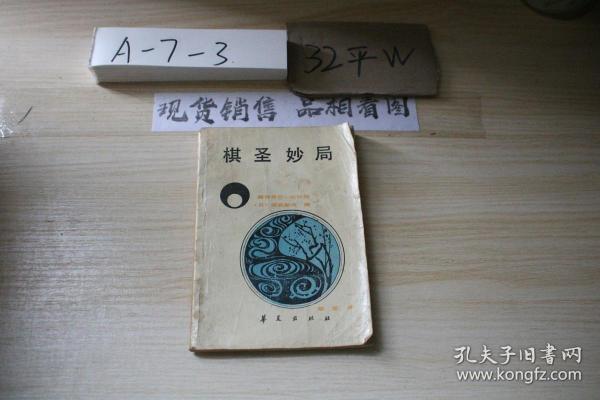 A-7-3.
32平W
现货销售 品相看图
棋圣妙局
华夏出版社
孔夫子旧书网
www.kongfz.com